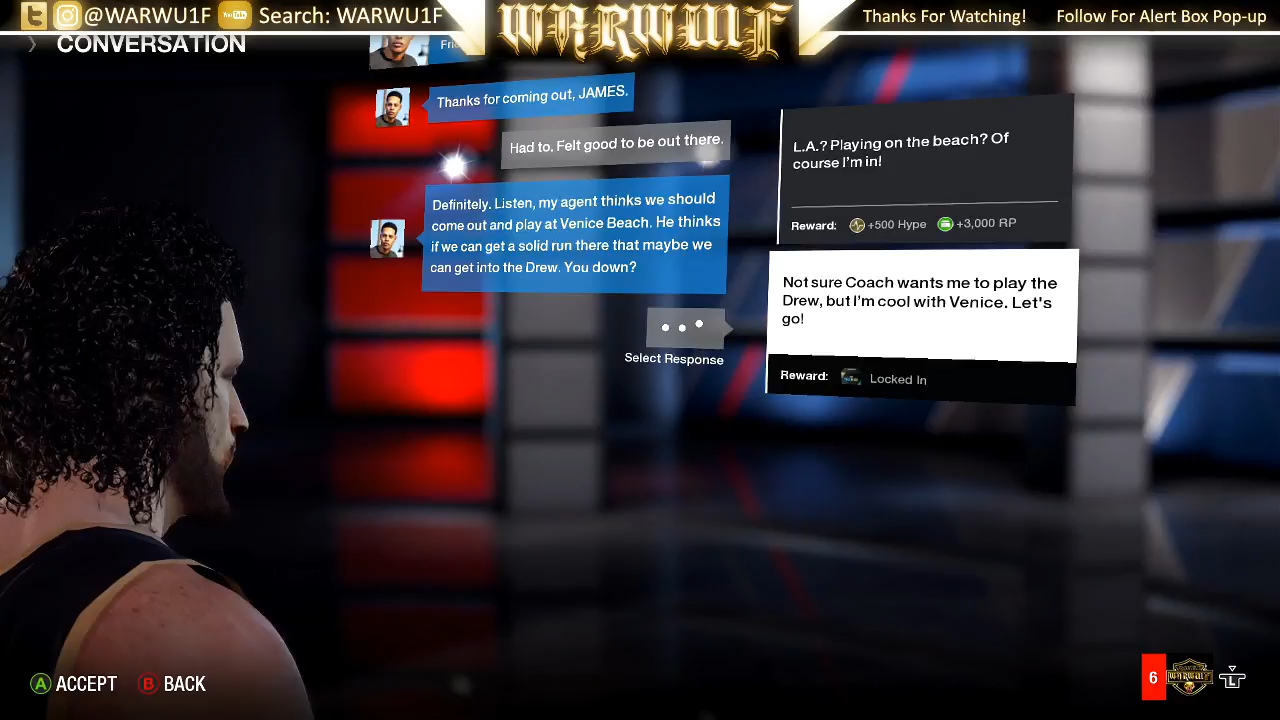 @WARWU1F
Search: WARWU1F
WARWU1F
Thanks For Watching!
Follow For Alert Box Pop-up
CONVERSATION
Thanks for coming out, JAMES.
Had to. Felt good to be out there.
Definitely. Listen, my agent thinks we should
come out and play at Venice Beach. He thinks
if we can get a solid run there that maybe we
can get into the Drew. You down?
Select Response
L.A.? Playing on the beach? Of
course I'm in!
Reward: +500 Hype +3,000 RP
Not sure Coach wants me to play the
Drew, but I'm cool with Venice. Let's
go!
Reward: Locked In
A ACCEPT B BACK
6 WARWU1F L